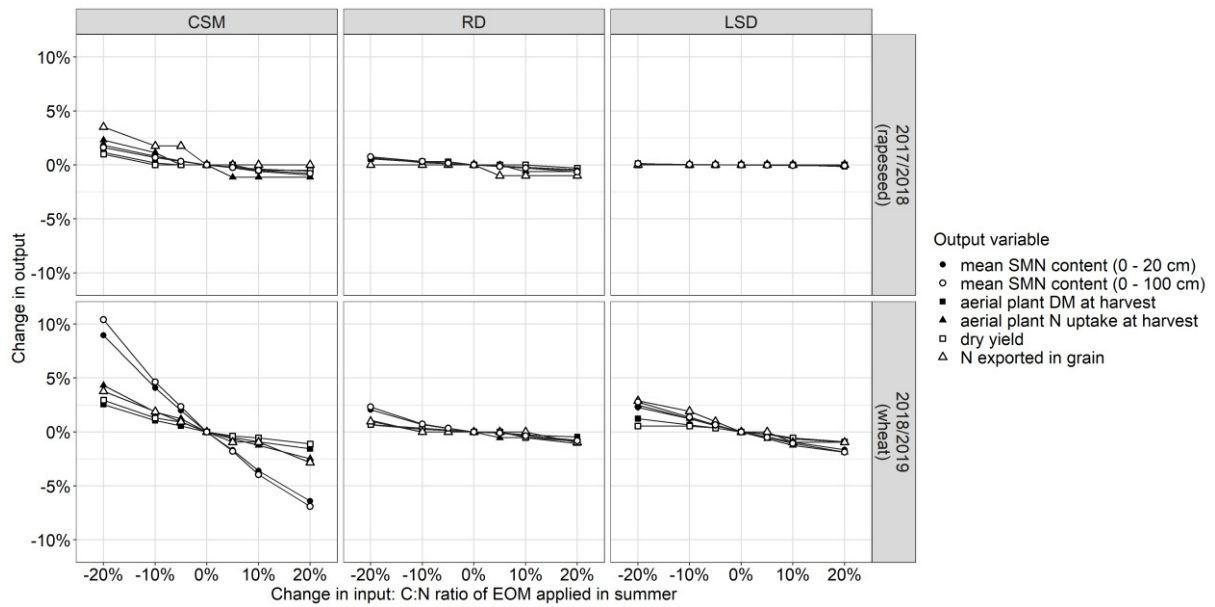 CSM
RD
LSD
10%
5%
0%
-5%
-10%
2017/2018
(rapeseed)
10%
5%
0%
-5%
-10%
2018/2019
(wheat)
Change in output
-20% -10% 0% 10% 20%
-20% -10% 0% 10% 20%
-20% -10% 0% 10% 20%
Change in input: C:N ratio of EOM applied in summer
Output variable
mean SMN content (0 - 20 cm)
mean SMN content (0 - 100 cm)
aerial plant DM at harvest
aerial plant N uptake at harvest
dry yield
N exported in grain